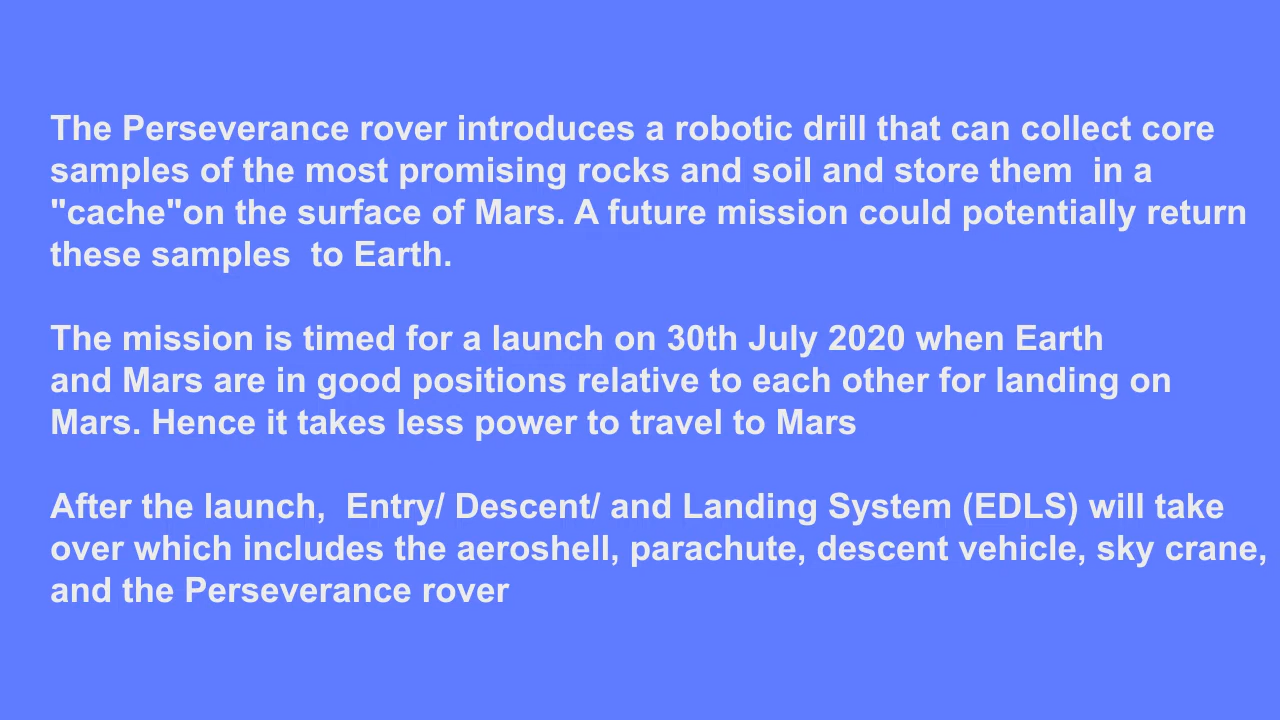 The Perseverance rover introduces a robotic drill that can collect core
samples of the most promising rocks and soil and store them  in a
"cache"on the surface of Mars. A future mission could potentially return
these samples  to Earth.
The mission is timed for a launch on 30th July 2020 when Earth
and Mars are in good positions relative to each other for landing on
Mars. Hence it takes less power to travel to Mars
After the launch,  Entry/ Descent/ and Landing System (EDLS) will take
over which includes the aeroshell, parachute, descent vehicle, sky crane,
and the Perseverance rover